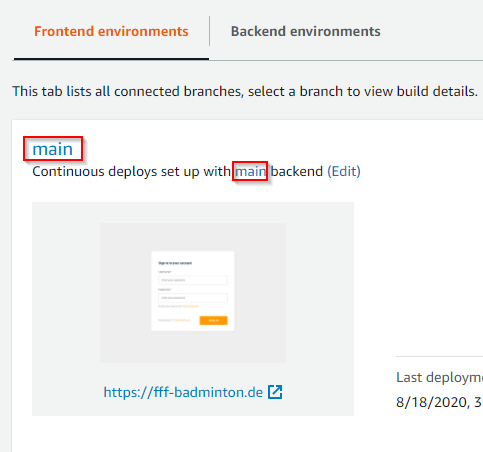 Frontend environments
Backend environments
This tab lists all connected branches, select a branch to view build details.
main
Continuous deploys set up with main backend (Edit)
Sign in to your account
https://fff-badminton.de
Last deployme
8/18/2020, 3